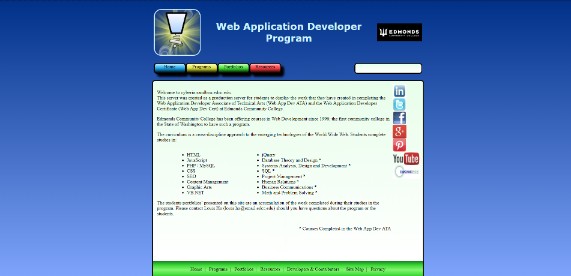 Web Application Developer
Program
EDMONDS
COMMUNITY COLLEGE
Home Programs Portfolios Resources
Welcome to
This server was created as a production server for students to display the work that they have created in completing the
Web Application Developer Associate of Technical Arts (Web App Dev ATA) and the Web Application Developer
Certificate (Web App Dev Cert) at Edmonds Community College.
Edmonds Community College has been offering courses in Web Development since 1996, the first community college in
the State of Washington to have such a program.
The curriculum is a cross-discipline approach to the emerging technologies of the World Wide Web. Students complete
studies in:
HTML
JavaScript
PHP / MySQL
CSS
SEO
Content Management
Graphic Arts
VB.NET
jQuery
Database Theory and Design *
Systems Analysis, Design and Development *
SQL *
Project Management *
Human Relations *
Business Communications *
Math and Problem Solving *
The students portfolios presented on this site are an accumulation of the work completed during their studies in the
program. Please contact should you have questions about the program or the
students.
* Courses Completed in the Web App Dev ATA
in
f
g+
You Tube
Home | Programs | Portfolios | Resources | Developers & Contributors | Site Map | Privacy